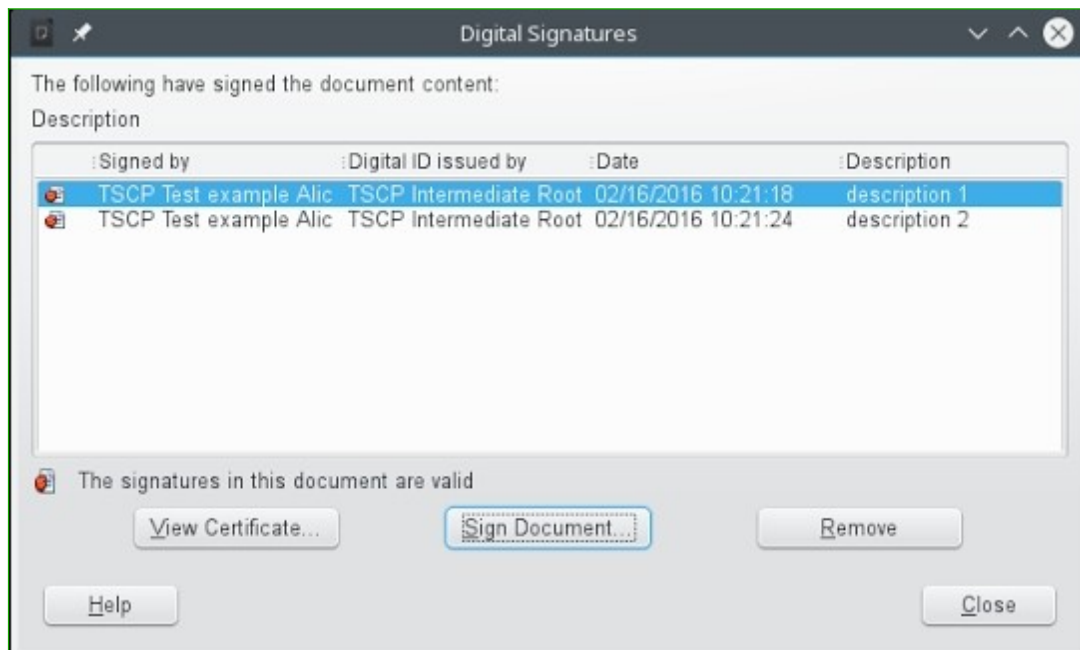 Digital Signatures
The following have signed the document content:
Description
Signed by Digital ID issued by Date Description
TSCP Test example Alic TSCP Intermediate Root 02/16/2016 10:21:18 description 1
TSCP Test example Alic TSCP Intermediate Root 02/16/2016 10:21:24 description 2
The signatures in this document are valid
View Certificate... Sign Document... Remove
Help Close